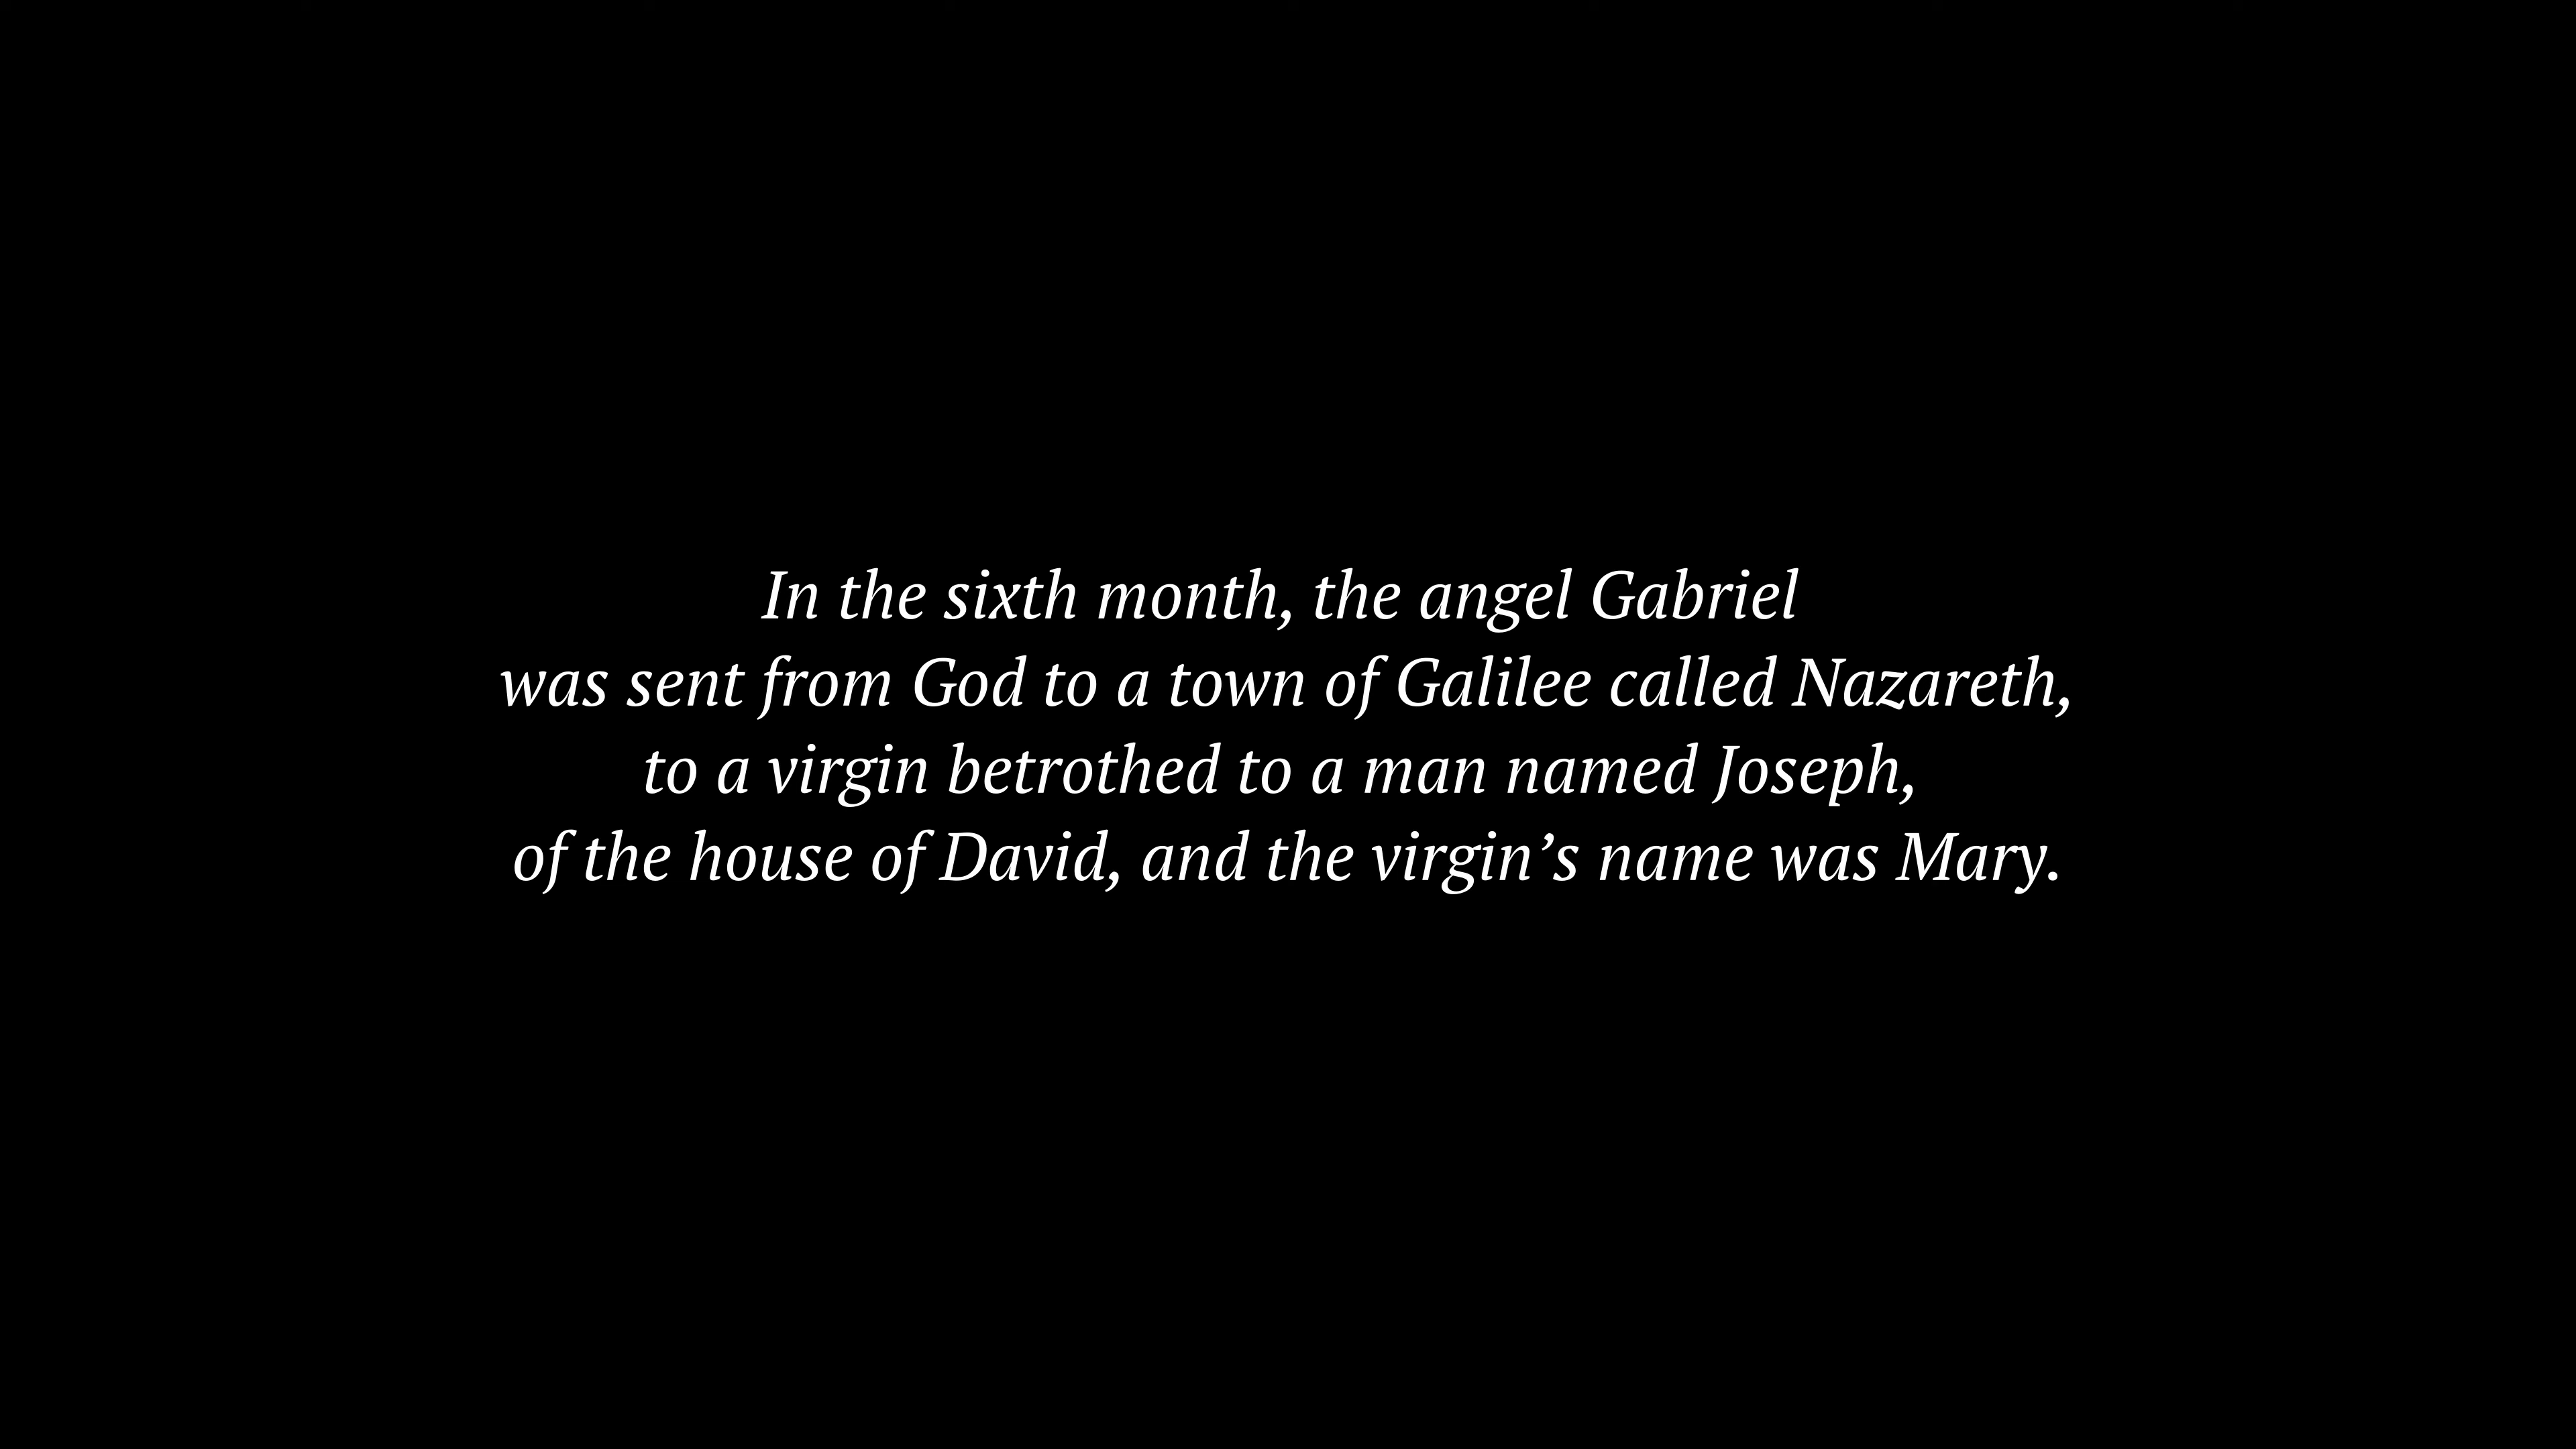 In the sixth month, the angel Gabriel
was sent from God to a town of Galilee called Nazareth,
to a virgin betrothed to a man named Joseph,
of the house of David, and the virgin’s name was Mary.